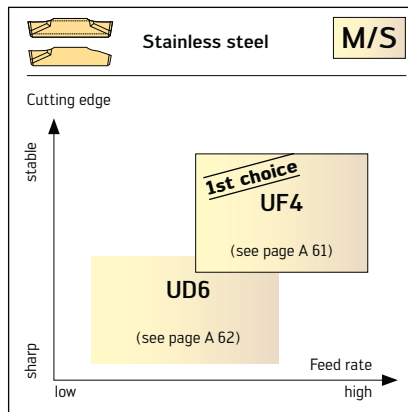 Stainless steel
M/S
Cutting edge
stable
1st choice
UF4
(see page A 61)
UD6
(see page A 62)
sharp
Feed rate
low
high